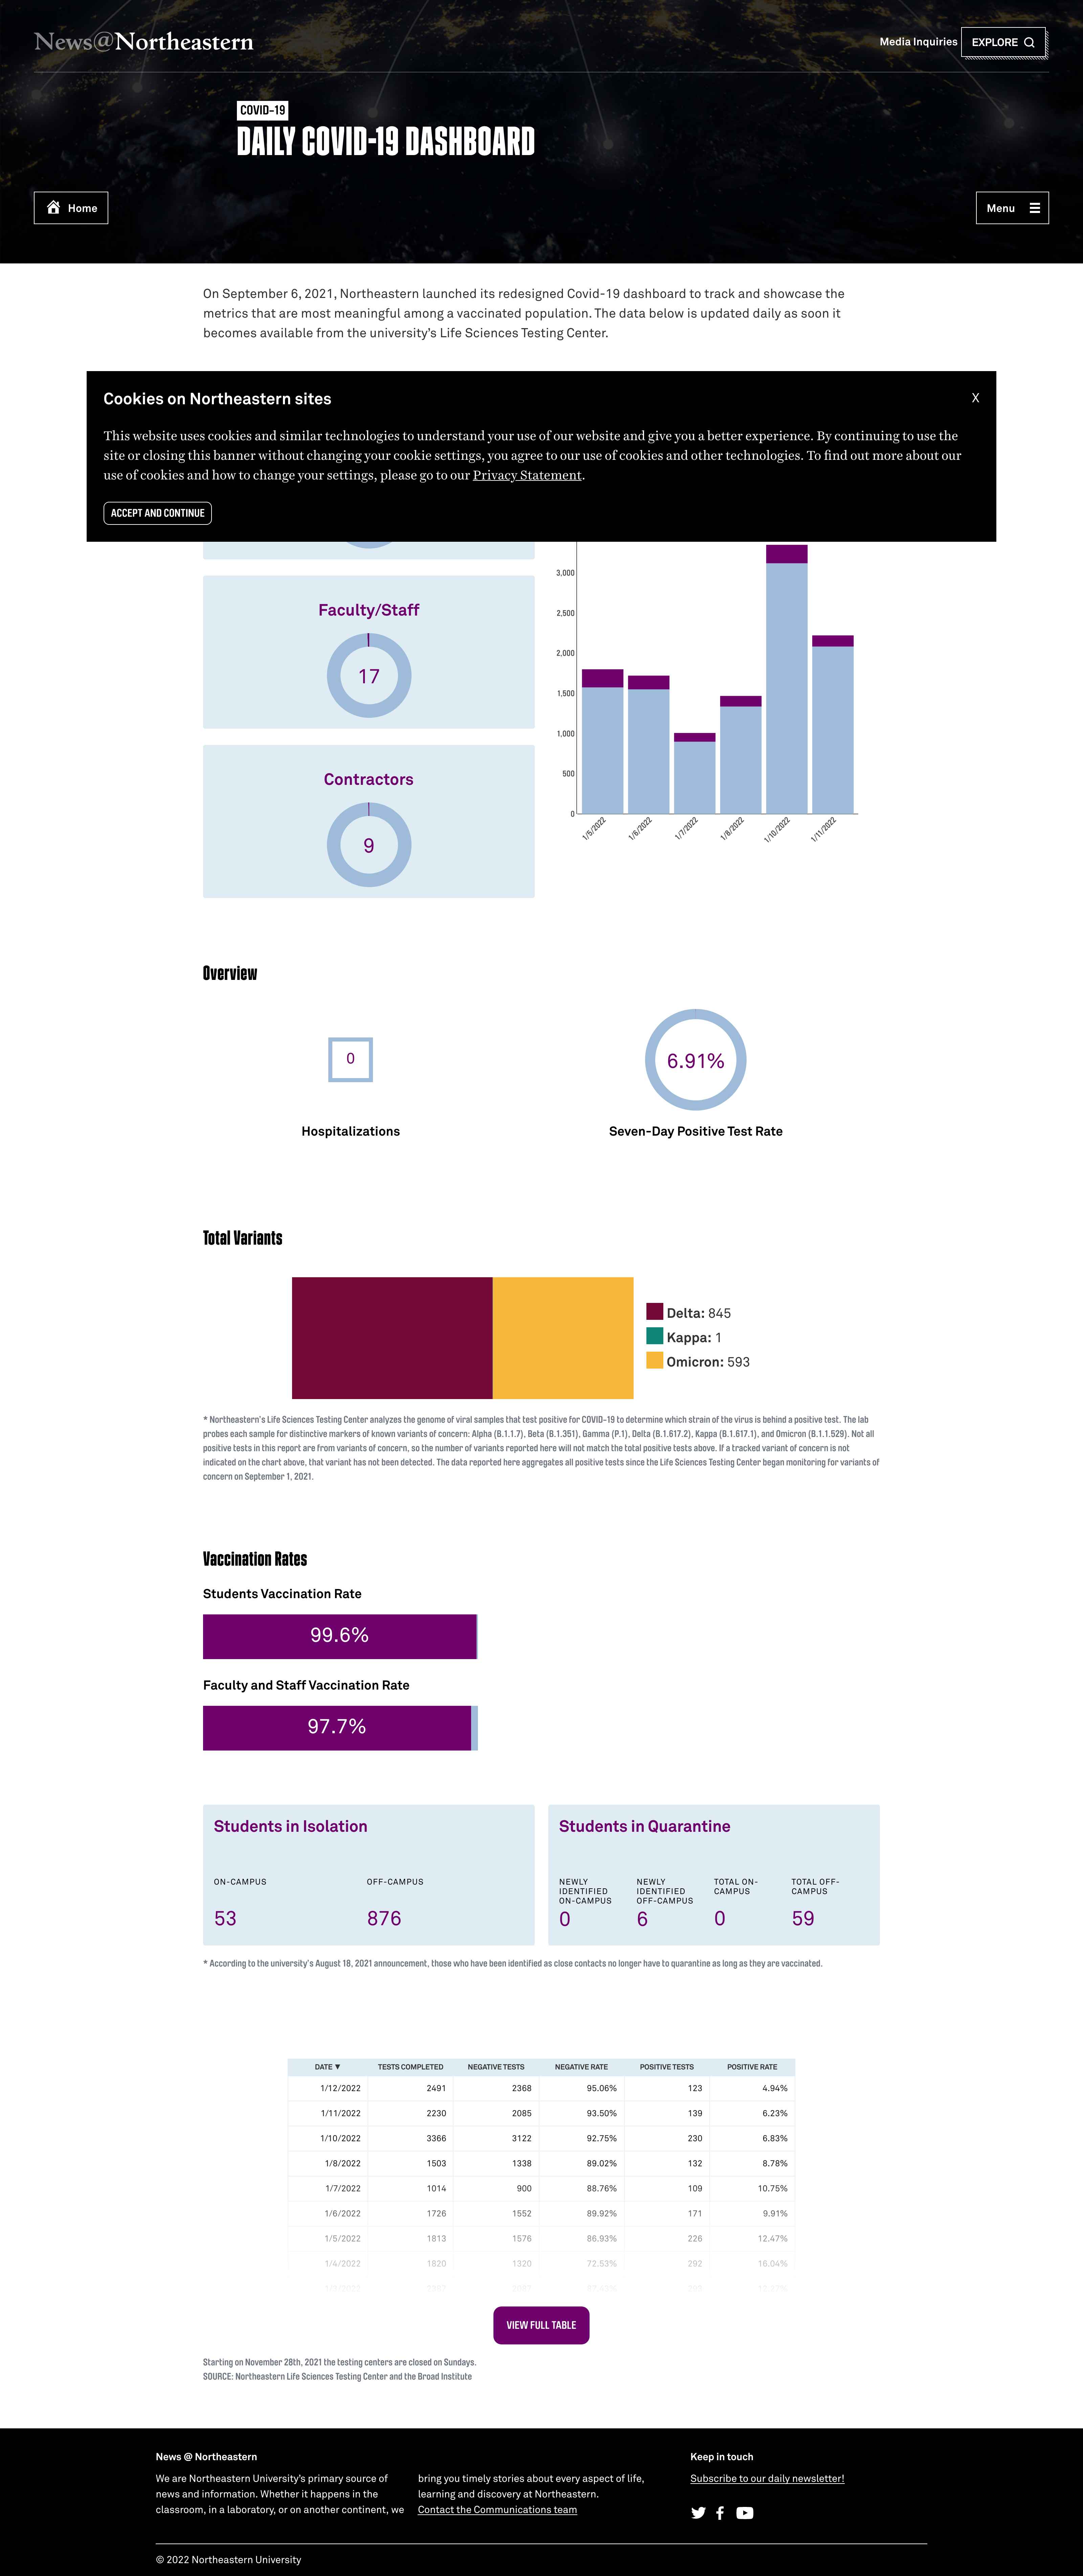 News@Northeastern
Media Inquiries
EXPLORE
COVID-19
DAILY COVID-19 DASHBOARD
Home
Menu
On September 6, 2021, Northeastern launched its redesigned Covid-19 dashboard to track and showcase the
metrics that are most meaningful among a vaccinated population. The data below is updated daily as soon it
becomes available from the university's Life Sciences Testing Center.
Cookies on Northeastern sites
X
This website uses cookies and similar technologies to understand your use of our website and give you a better experience. By continuing to use the
site or closing this banner without changing your cookie settings, you agree to our use of cookies and other technologies. To find out more about our
use of cookies and how to change your settings, please go to our Privacy Statement.
ACCEPT AND CONTINUE
Faculty/Staff
17
Contractors
9
3,000
2,500
2,000
1,500
1,000
500
0
1/5/2022
1/6/2022
1/7/2022
1/8/2022
1/10/2022
1/11/2022
Overview
0
Hospitalizations
6.91%
Seven-Day Positive Test Rate
Total Variants
Delta: 845
Kappa: 1
Omicron: 593
* Northeastern's Life Sciences Testing Center analyzes the genome of viral samples that test positive for COVID-19 to determine which strain of the virus is behind a positive test. The lab
probes each sample for distinctive markers of known variants of concern: Alpha (B.1.1.7), Beta (B.1.351), Gamma (P.1), Delta (B.1.617.2), Kappa (B.1.617.1), and Omicron (B.1.1.529). Not all
positive tests in this report are from variants of concern, so the number of variants reported here will not match the total positive tests above. If a tracked variant of concern is not
indicated on the chart above, that variant has not been detected. The data reported here aggregates all positive tests since the Life Sciences Testing Center began monitoring for variants of
concern on September 1, 2021.
Vaccination Rates
Students Vaccination Rate
99.6%
Faculty and Staff Vaccination Rate
97.7%
Students in Isolation
ON-CAMPUS OFF-CAMPUS
53 876
Students in Quarantine
NEWLY IDENTIFIED ON-CAMPUS
0
NEWLY IDENTIFIED OFF-CAMPUS
6
TOTAL ON-CAMPUS
0
TOTAL OFF-CAMPUS
59
* According to the university's August 18, 2021 announcement, those who have been identified as close contacts no longer have to quarantine as long as they are vaccinated.
DATE ▼ TESTS COMPLETED NEGATIVE TESTS NEGATIVE RATE POSITIVE TESTS POSITIVE RATE
1/12/2022 2491 2368 95.06% 123 4.94%
1/11/2022 2230 2085 93.50% 139 6.23%
1/10/2022 3366 3122 92.75% 230 6.83%
1/8/2022 1503 1338 89.02% 132 8.78%
1/7/2022 1014 900 88.76% 109 10.75%
1/6/2022 1726 1552 89.92% 171 9.91%
1/5/2022 1813 1576 86.93% 226 12.47%
1/4/2022 1820 1320 72.53% 292 16.04%
VIEW FULL TABLE
Starting on November 28th, 2021 the testing centers are closed on Sundays.
SOURCE: Northeastern Life Sciences Testing Center and the Broad Institute
News @ Northeastern
We are Northeastern University's primary source of
news and information. Whether it happens in the
classroom, in a laboratory, or on another continent, we
bring you timely stories about every aspect of life,
learning and discovery at Northeastern.
Contact the Communications team
Keep in touch
Subscribe to our daily newsletter!
© 2022 Northeastern University